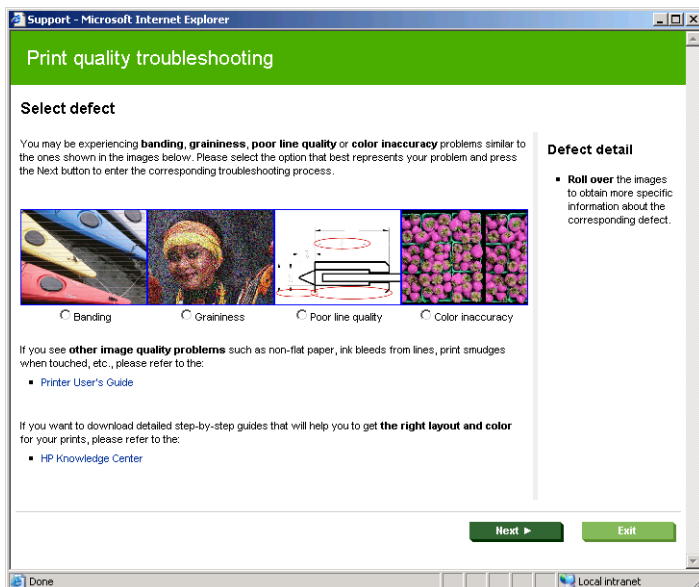 Support - Microsoft Internet Explorer
Print quality troubleshooting
Select defect
You may be experiencing banding, graininess, poor line quality or color inaccuracy problems similar to
the ones shown in the images below. Please select the option that best represents your problem and press
the Next button to enter the corresponding troubleshooting process.
Banding
Graininess
Poor line quality
Color inaccuracy
If you see other image quality problems such as non-flat paper, ink bleeds from lines, print smudges
when touched, etc., please refer to the:
Printer User's Guide
If you want to download detailed step-by-step guides that will help you to get the right layout and color
for your prints, please refer to the:
HP Knowledge Center
Defect detail
Roll over the images
to obtain more specific
information about the
corresponding defect.
Next
Exit
Done
Local intranet